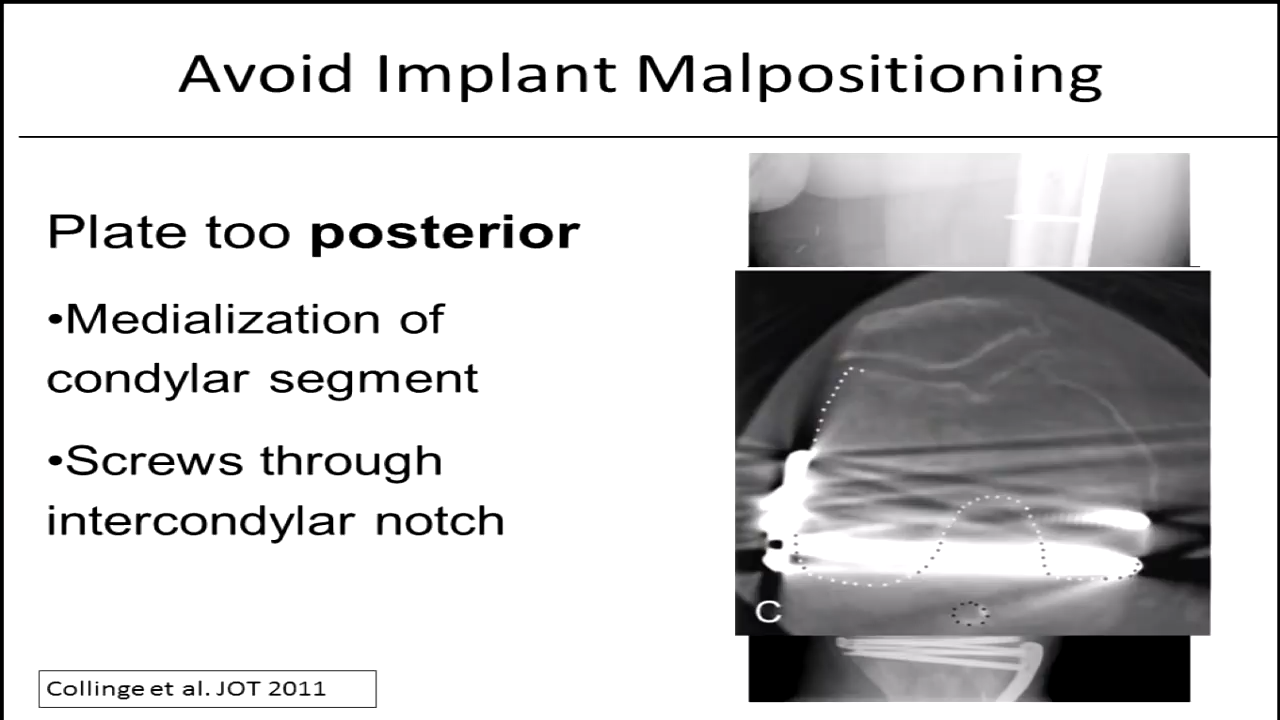 Avoid Implant Malpositioning
Plate too posterior
•Medialization of
condylar segment
•Screws through
intercondylar notch
C
Collinge et al. JOT 2011